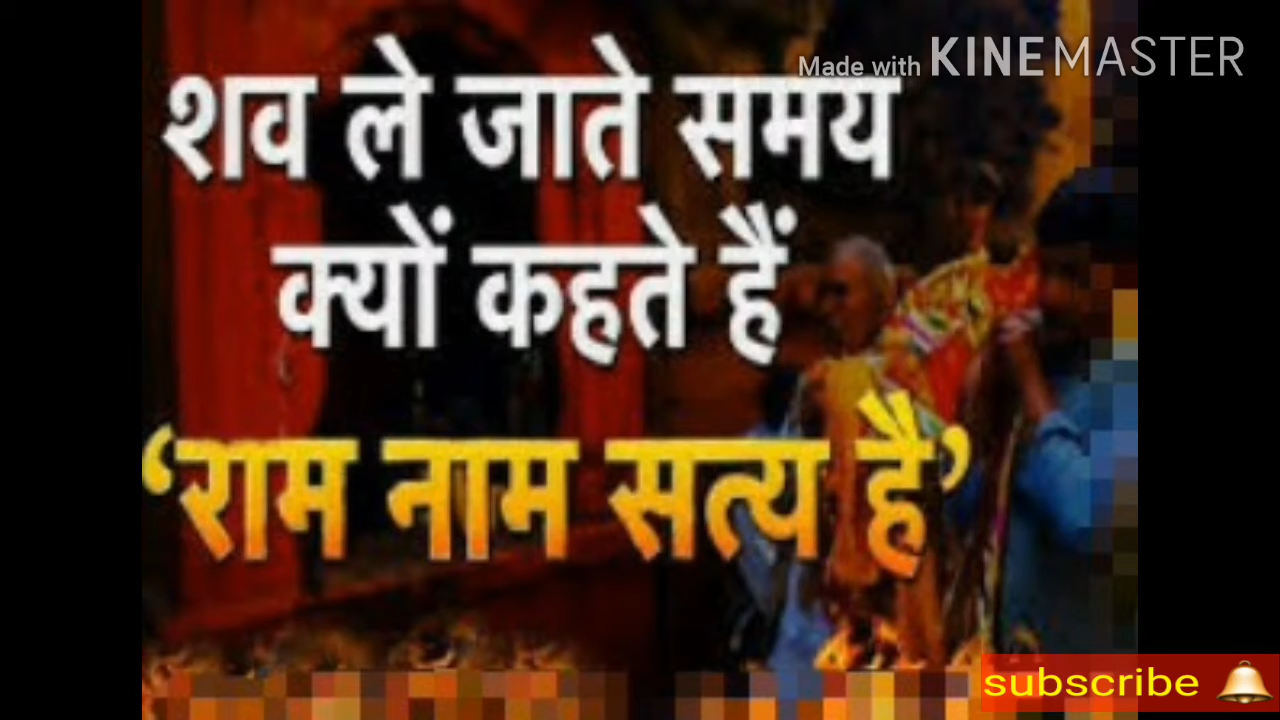 Made with KINEMASTER
शव ले जाते समय
क्यों कहते हैं
‘राम नाम सत्य है’
subscribe